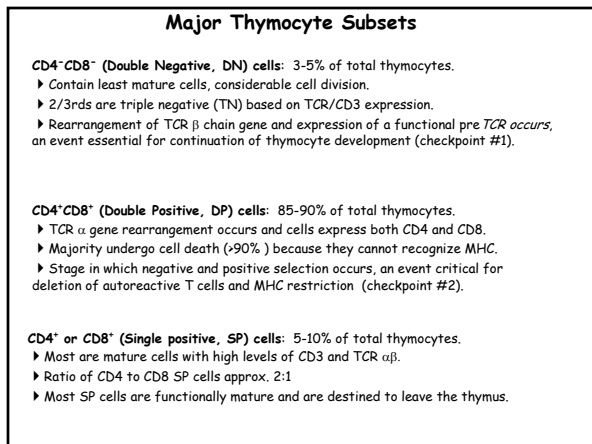 Major Thymocyte Subsets
CD4⁻CD8⁻ (Double Negative, DN) cells: 3-5% of total thymocytes.
▶ Contain least mature cells, considerable cell division.
▶ 2/3rds are triple negative (TN) based on TCR/CD3 expression.
▶ Rearrangement of TCR β chain gene and expression of a functional pre TCR occurs,
an event essential for continuation of thymocyte development (checkpoint #1).
CD4⁺CD8⁺ (Double Positive, DP) cells: 85-90% of total thymocytes.
▶ TCR α gene rearrangement occurs and cells express both CD4 and CD8.
▶ Majority undergo cell death (>90% ) because they cannot recognize MHC.
▶ Stage in which negative and positive selection occurs, an event critical for
deletion of autoreactive T cells and MHC restriction (checkpoint #2).
CD4⁺ or CD8⁺ (Single positive, SP) cells: 5-10% of total thymocytes.
▶ Most are mature cells with high levels of CD3 and TCR αβ.
▶ Ratio of CD4 to CD8 SP cells approx. 2:1
▶ Most SP cells are functionally mature and are destined to leave the thymus.